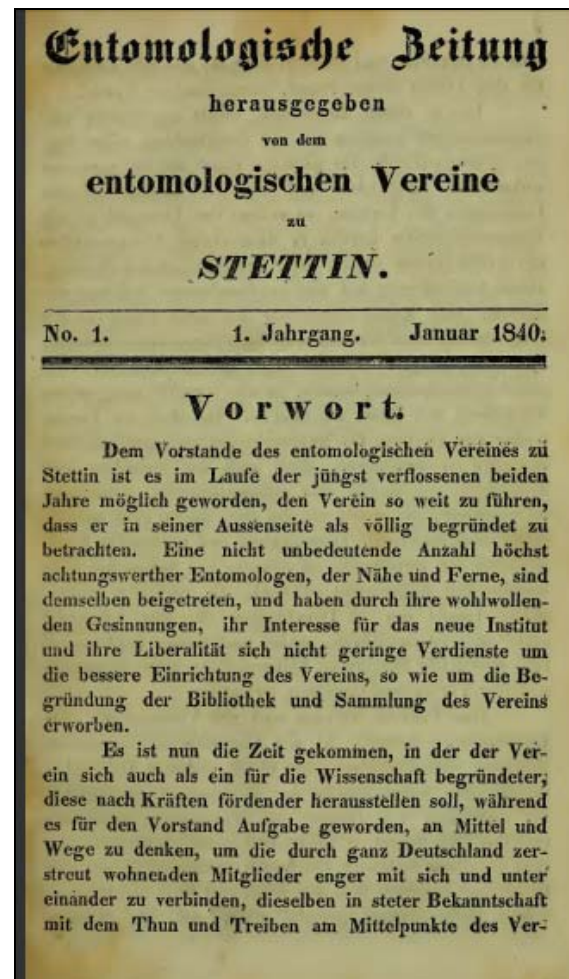 Entomologische Zeitung
herausgegeben
von dem
entomologischen Vereine
zu
STETTIN.
No. 1. 1. Jahrgang. Januar 1840.
Vorwort.
Dem Vorstande des entomologischen Vereines zu
Stettin ist es im Laufe der jüngst verflossenen beiden
Jahre möglich geworden, den Verein so weit zu führen,
dass er in seiner Aussenseite als völlig begründet zu
betrachten. Eine nicht unbedeutende Anzahl höchst
achtungswerther Entomologen, der Nähe und Ferne, sind
demselben beigetreten, und haben durch ihre wohlwollen-
den Gesinnungen, ihr Interesse für das neue Institut
und ihre Liberalität sich nicht geringe Verdienste um
die bessere Einrichtung des Vereins, so wie um die Be-
gründung der Bibliothek und Sammlung des Vereins
erworben.
Es ist nun die Zeit gekommen, in der der Ver-
ein sich auch als ein für die Wissenschaft begründeter,
diese nach Kräften fördender herausstellen soll, während
es für den Vorstand Aufgabe geworden, an Mittel und
Wege zu denken, um die durch ganz Deutschland zer-
streut wohnenden Mitglieder enger mit sich und unter
einander zu verbinden, dieselben in steter Bekanntschaft
mit dem Thun und Treiben am Mittelpunkte des Ver-